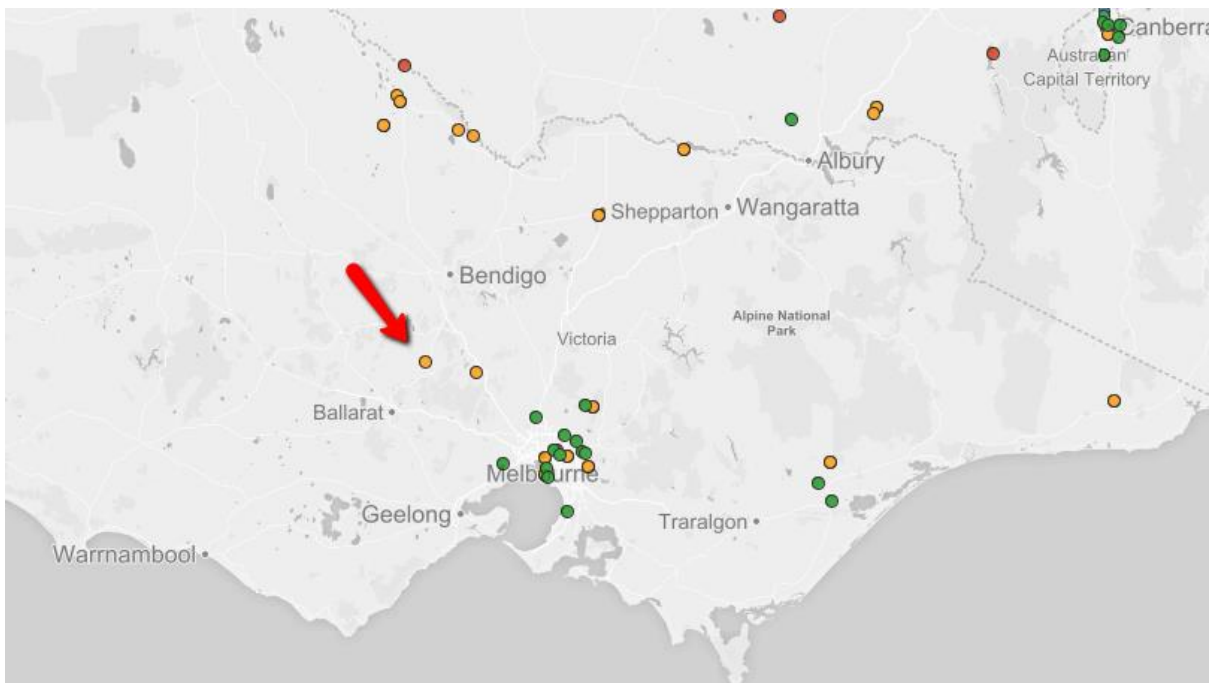 Canberra
Australian
Capital Territory
Albury
Shepparton
Wangaratta
Bendigo
Alpine National
Park
Victoria
Ballarat
Melbourne
Geelong
Traralgon
Warrnambool